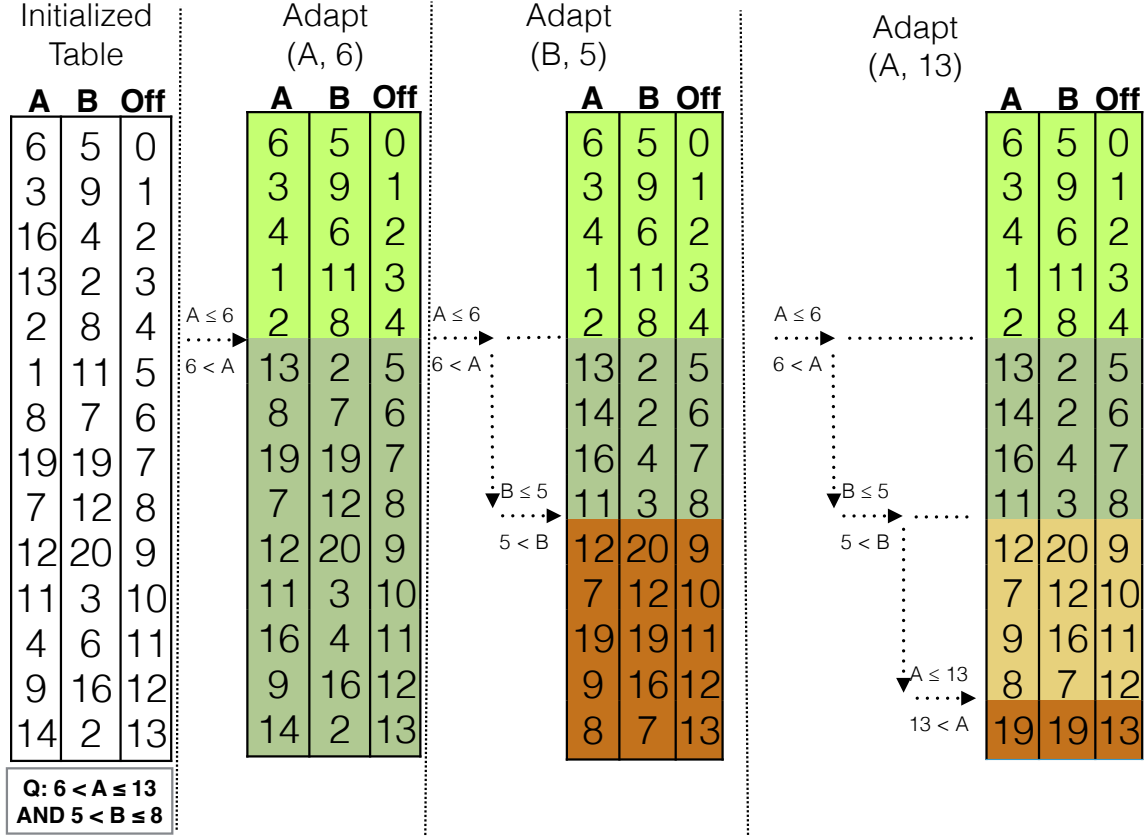 Initialized
Table
A B Off
6 5 0
3 9 1
16 4 2
13 2 3
2 8 4
1 11 5
8 7 6
19 19 7
7 12 8
12 20 9
11 3 10
4 6 11
9 16 12
14 2 13
Q: 6 < A ≤ 13
AND 5 < B ≤ 8
Adapt
(A, 6)
A ≤ 6
6 < A
A B Off
6 5 0
3 9 1
4 6 2
1 11 3
2 8 4
13 2 5
8 7 6
19 19 7
7 12 8
12 20 9
11 3 10
16 4 11
9 16 12
14 2 13
Adapt
(B, 5)
A ≤ 6
6 < A
B ≤ 5
5 < B
A B Off
6 5 0
3 9 1
4 6 2
1 11 3
2 8 4
13 2 5
14 2 6
16 4 7
11 3 8
12 20 9
7 12 10
19 19 11
9 16 12
8 7 13
Adapt
(A, 13)
A ≤ 6
6 < A
B ≤ 5
5 < B
A ≤ 13
13 < A
A B Off
6 5 0
3 9 1
4 6 2
1 11 3
2 8 4
13 2 5
14 2 6
16 4 7
11 3 8
12 20 9
7 12 10
9 16 11
8 7 12
19 19 13